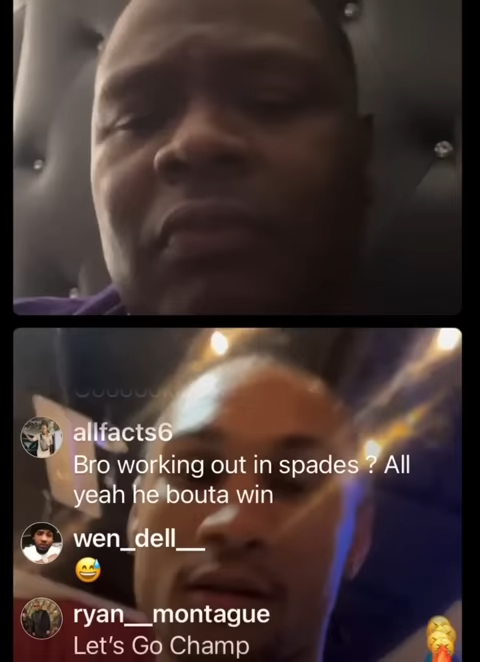 allfacts6
Bro working out in spades ? All
yeah he bouta win
wen_dell__
😅
ryan__montague
Let's Go Champ